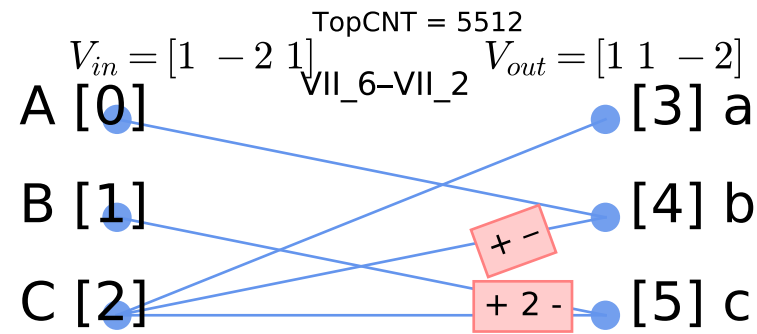 TopCNT = 5512
V_in = [1 −2 1]
V_out = [1 1 −2]
VII_6–VII_2
A [0]
[3] a
B [1]
[4] b
+ −
C [2]
+ 2 -
[5] c